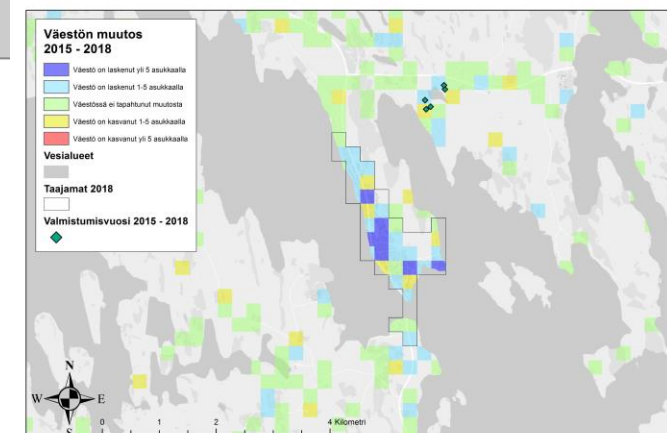 Väestön muutos
2015 - 2018
Väestö on laskenut yli 5 asukkaalla
Väestö on laskenut 1-5 asukkaalla
Väestössä ei tapahtunut muutosta
Väestö on kasvanut 1-5 asukkaalla
Väestö on kasvanut yli 5 asukkaalla
Vesialueet
Taajamat 2018
Valmistumisvuosi 2015 - 2018
N
W E
S
0 1 2 4 Kilometri